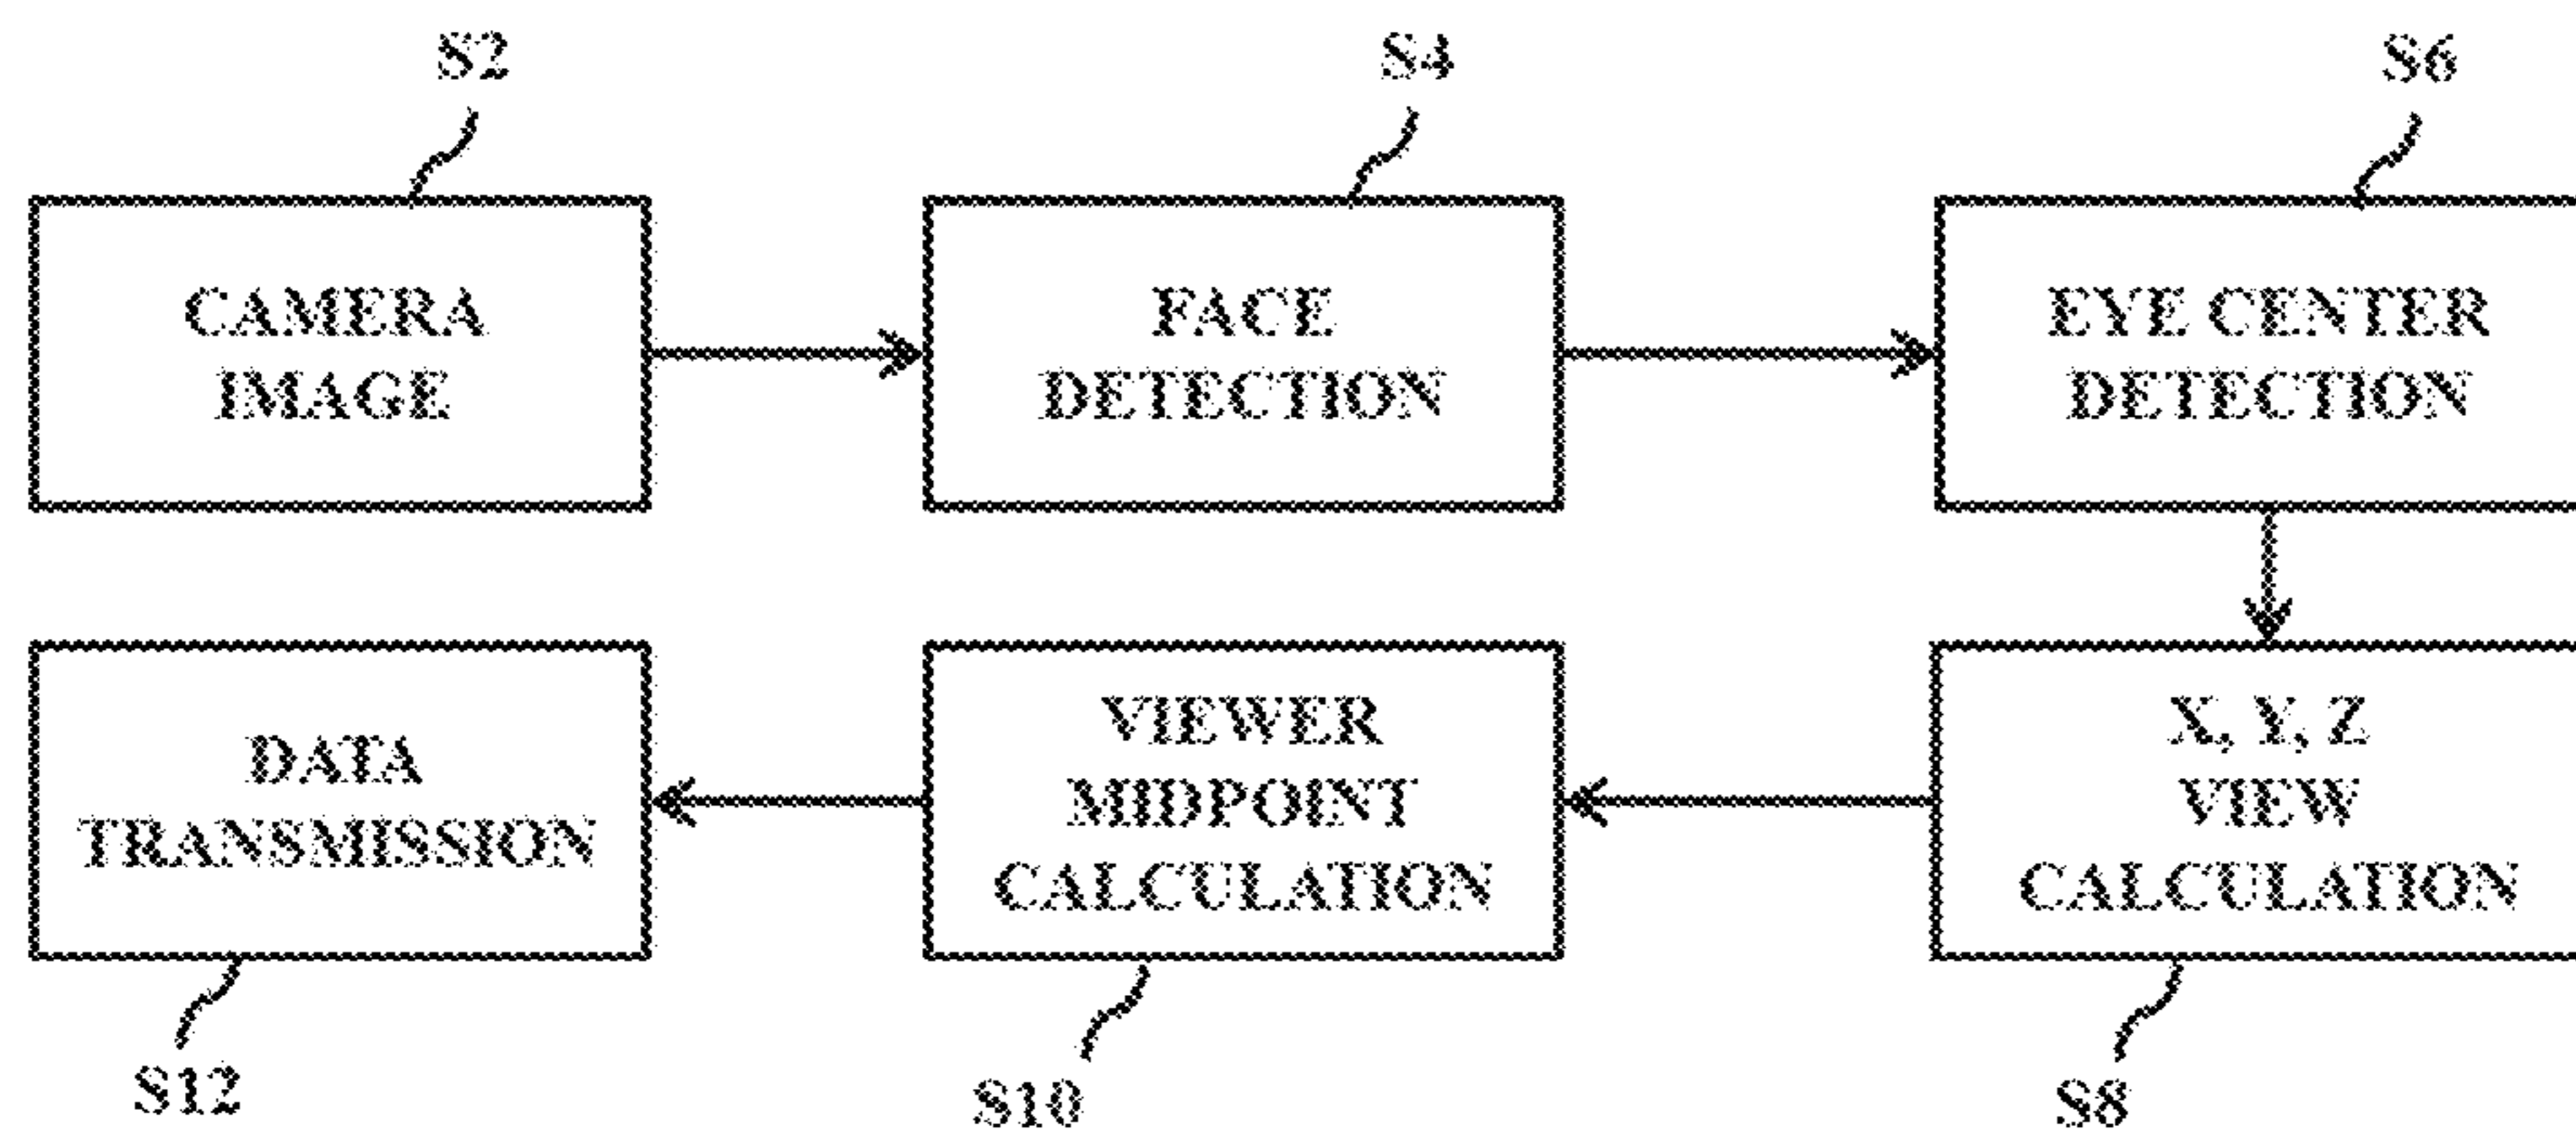 S2
S4
S6
CAMERA
IMAGE
FACE
DETECTION
EYE CENTER
DETECTION
DATA
TRANSMISSION
VIEWER
MIDPOINT
CALCULATION
X, Y, Z
VIEW
CALCULATION
S12
S10
S8